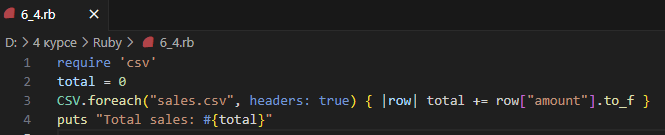 6_4.rb ×
D: > 4 курсе > Ruby > 6_4.rb
1 require 'csv'
2 total = 0
3 CSV.foreach("sales.csv", headers: true) { |row| total += row["amount"].to_f }
4 puts "Total sales: #{total}"